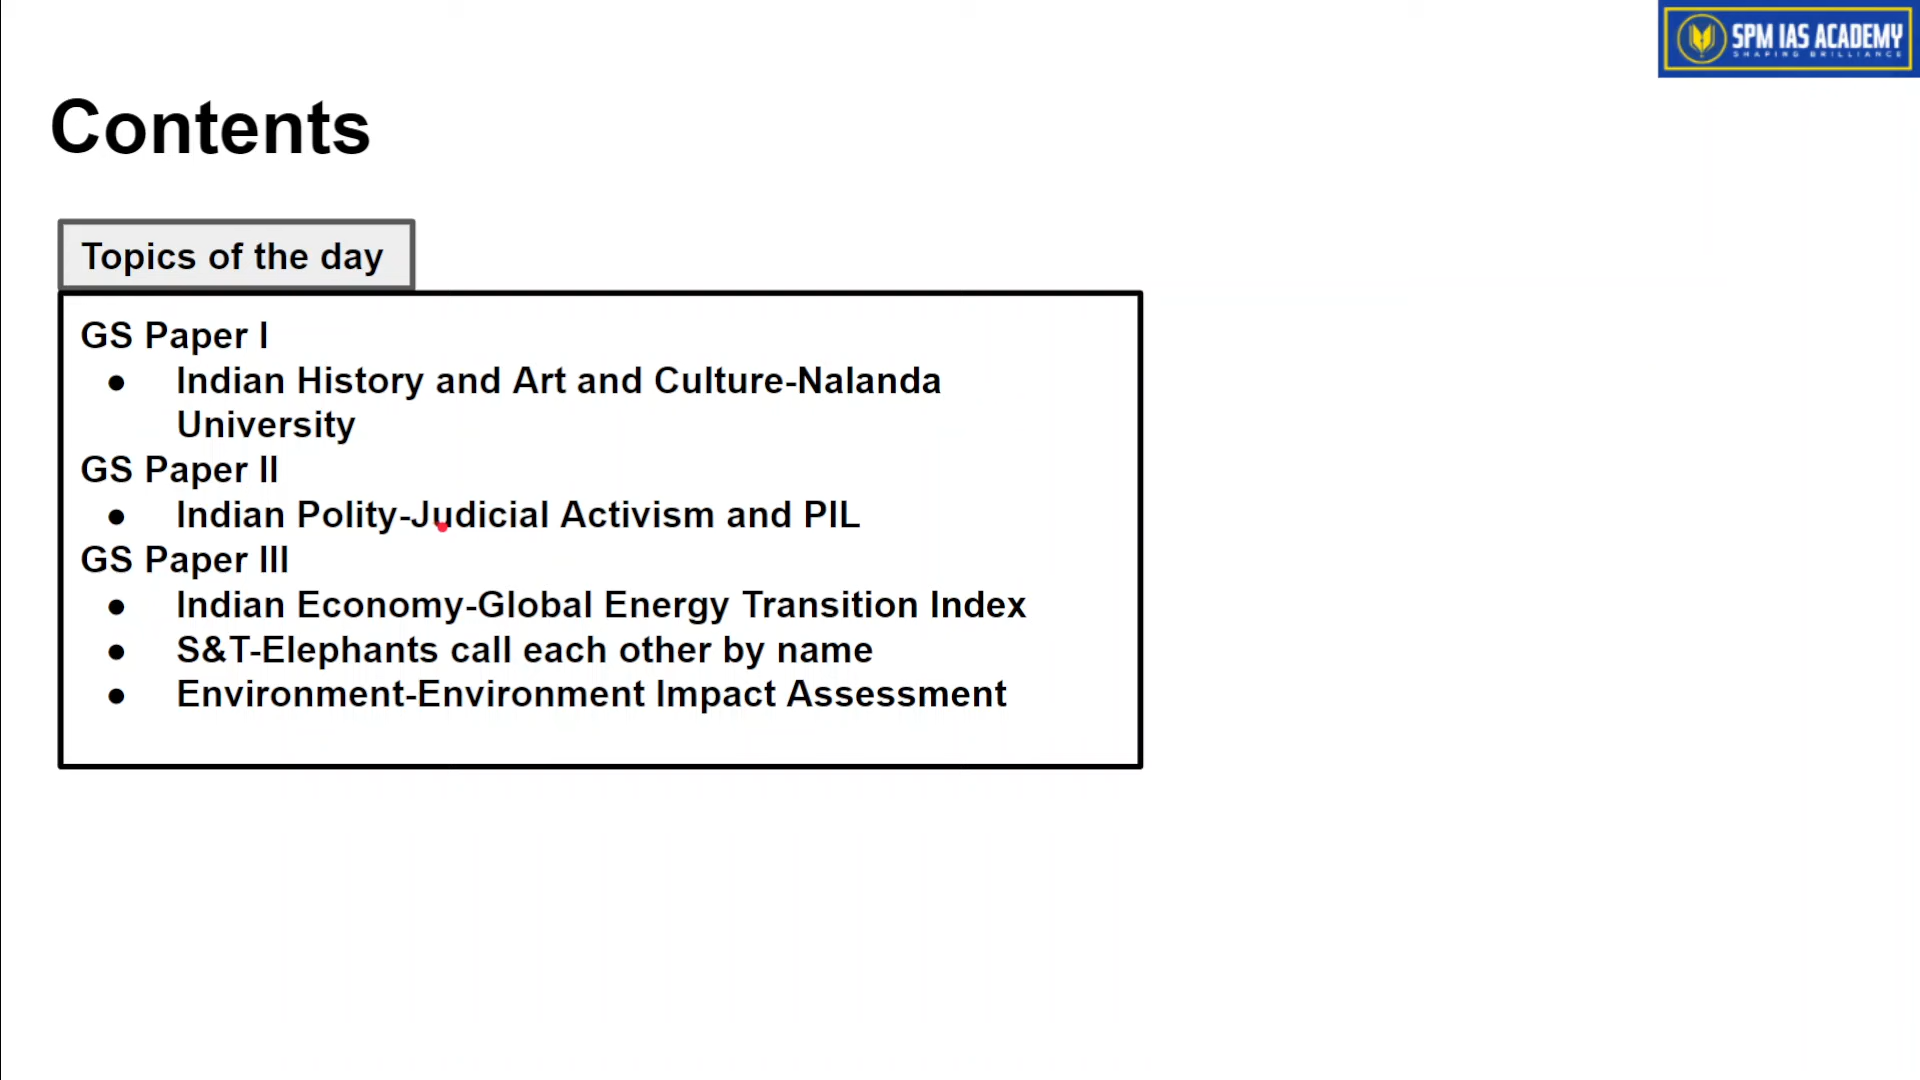 SPM IAS ACADEMY
SHAPING BRILLIANCE
Contents
Topics of the day
GS Paper I
● Indian History and Art and Culture-Nalanda
University
GS Paper II
● Indian Polity-Judicial Activism and PIL
GS Paper III
● Indian Economy-Global Energy Transition Index
● S&T-Elephants call each other by name
● Environment-Environment Impact Assessment